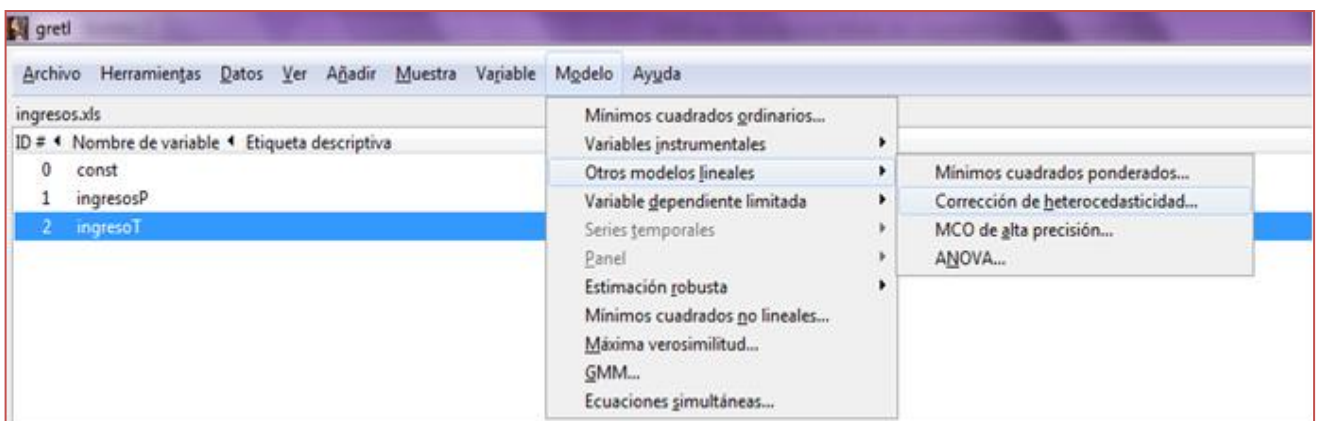 gretl
Archivo Herramientas Datos Ver Añadir Muestra Variable Modelo Ayuda
ingresos.xls
ID # Nombre de variable Etiqueta descriptiva
0 const
1 ingresosP
2 ingresoT
Mínimos cuadrados ordinarios...
Variables instrumentales
Otros modelos lineales
Variable dependiente limitada
Series temporales
Panel
Estimación robusta
Mínimos cuadrados no lineales...
Máxima verosimilitud...
GMM...
Ecuaciones simultáneas...
Mínimos cuadrados ponderados...
Corrección de heterocedasticidad...
MCO de alta precisión...
ANOVA...